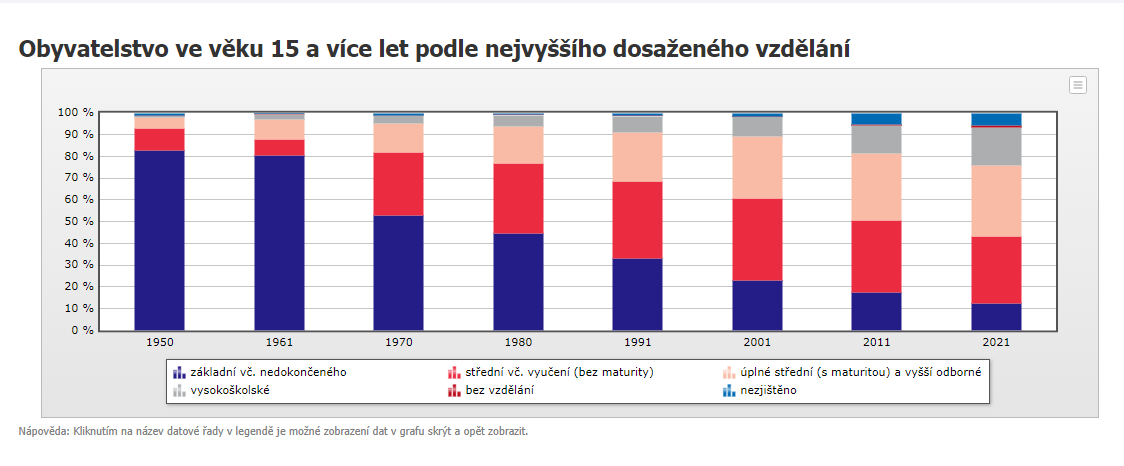 Obyvatelstvo ve věku 15 a více let podle nejvyššího dosaženého vzdělání
100 %
90 %
80 %
70 %
60 %
50 %
40 %
30 %
20 %
10 %
0 %
1950 1961 1970 1980 1991 2001 2011 2021
základní vč. nedokončeného střední vč. vyučení (bez maturity) úplné střední (s maturitou) a vyšší odborné
vysokoškolské bez vzdělání nezjištěno
Nápověda: Kliknutím na název datové řady v legendě je možné zobrazení dat v grafu skrýt a opět zobrazit.